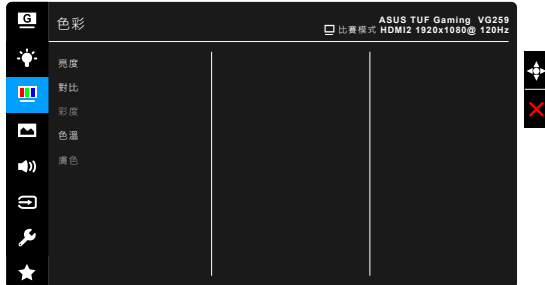 G
色彩
ASUS TUF Gaming VG259
比賽模式 HDMI2 1920x1080@ 120Hz
亮度
對比
彩度
色溫
膚色